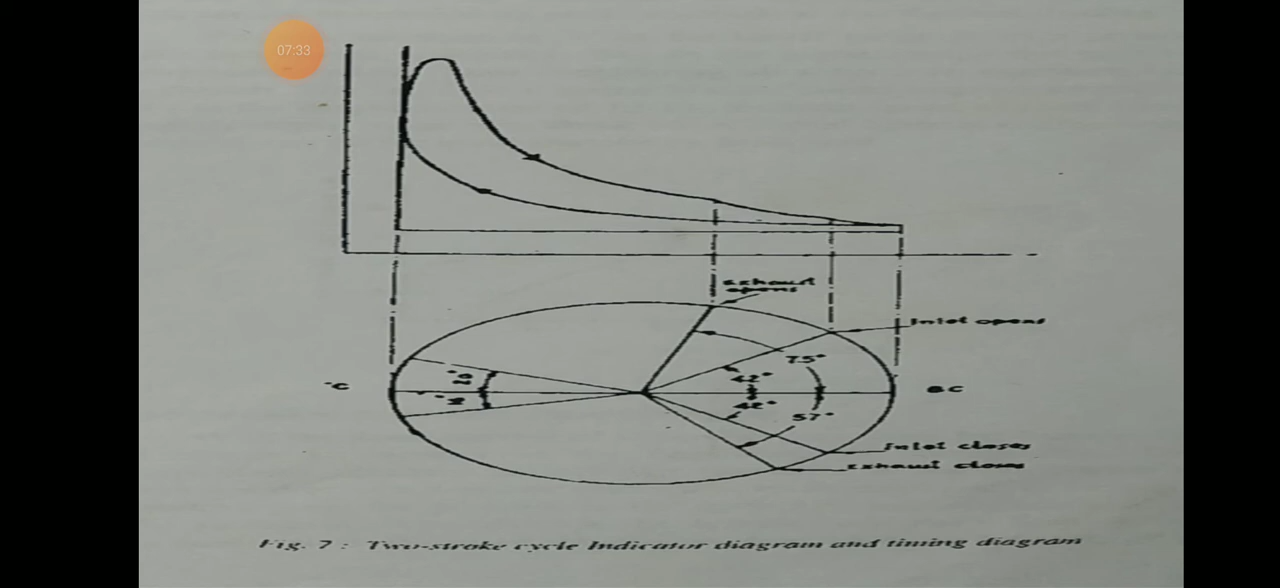 07:33
Exhaust
opens
Inlet opens
75°
42°
°C
BC
42°
57°
Inlet closes
Exhaust closes
Fig. 7 : Two-stroke cycle Indicator diagram and timing diagram